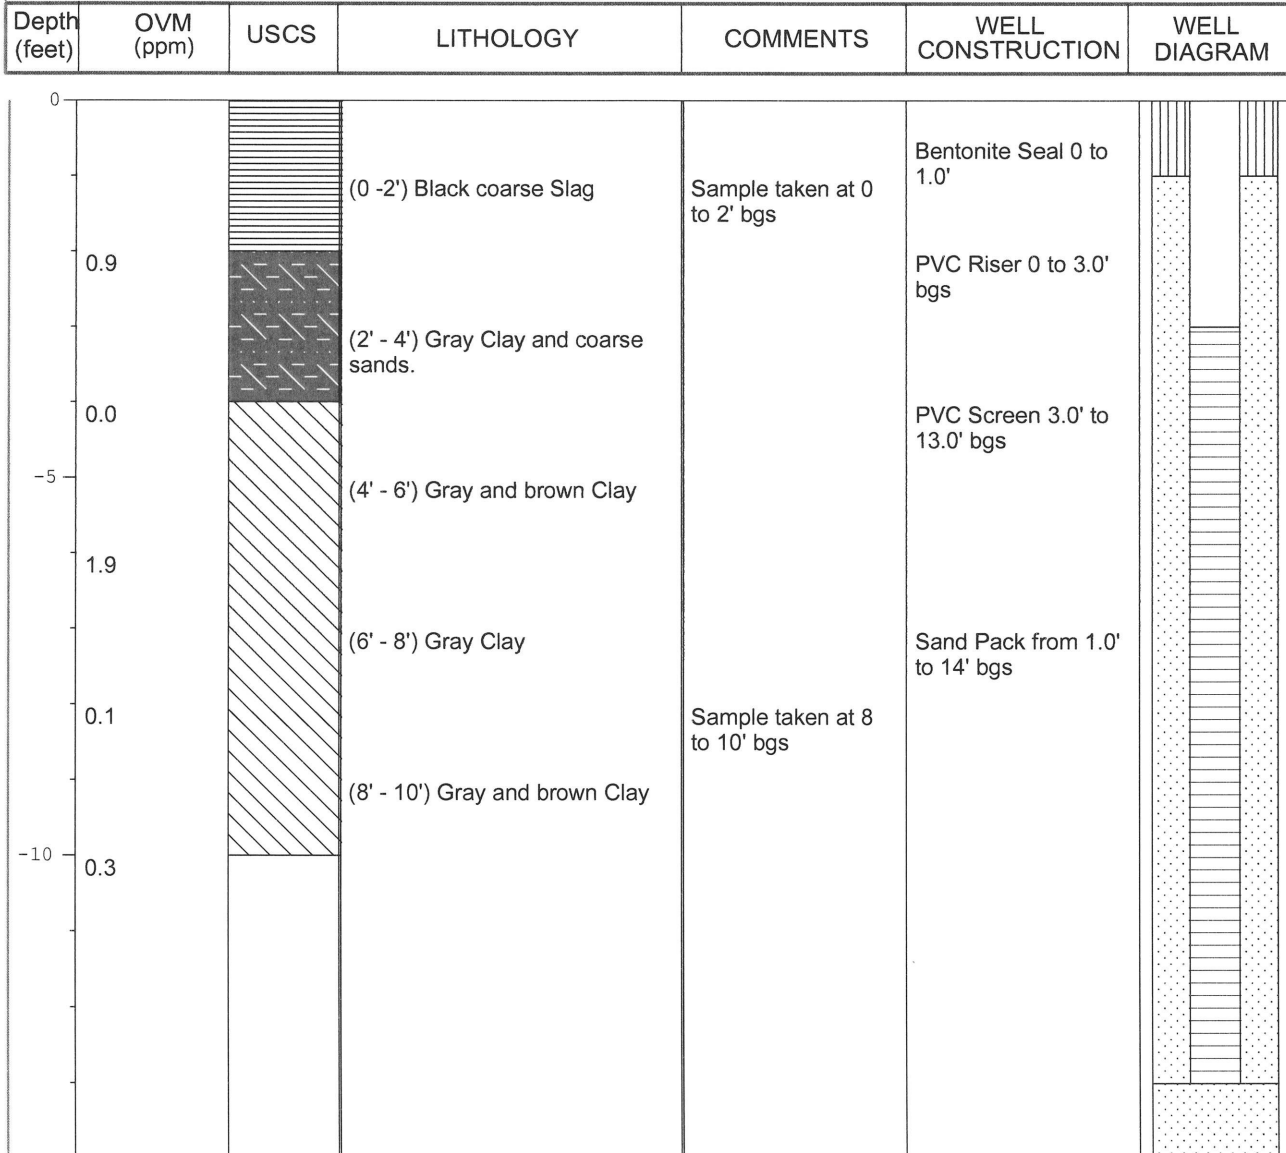 Depth
(feet)
OVM
(ppm)
USCS
LITHOLOGY
COMMENTS
WELL
CONSTRUCTION
WELL
DIAGRAM
0
Bentonite Seal 0 to
1.0'
(0 -2') Black coarse Slag
Sample taken at 0
to 2' bgs
0.9
PVC Riser 0 to 3.0'
bgs
(2' - 4') Gray Clay and coarse
sands.
0.0
PVC Screen 3.0' to
13.0' bgs
-5
(4' - 6') Gray and brown Clay
1.9
(6' - 8') Gray Clay
Sand Pack from 1.0'
to 14' bgs
0.1
Sample taken at 8
to 10' bgs
(8' - 10') Gray and brown Clay
-10
0.3